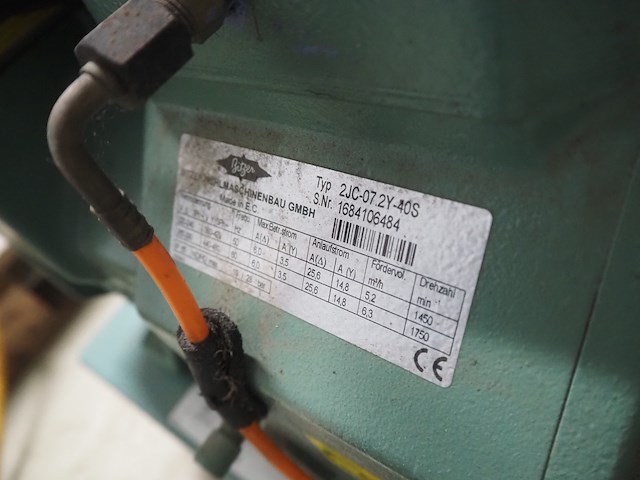 Bitzer
MASCHINENBAU GMBH
Made in E.C.
Typ 2JC-07.2Y-40S
S.Nr. 1684106484
Max.Betr.strom Anlaufstrom Fördervol. Drehzahl
A(Δ) A (Y) A(Δ) A (Y) m³/h min⁻¹
6,0 3,5 25,6 14,8 5,2 1450
6,0 3,5 25,6 14,8 6,3 1750
CE